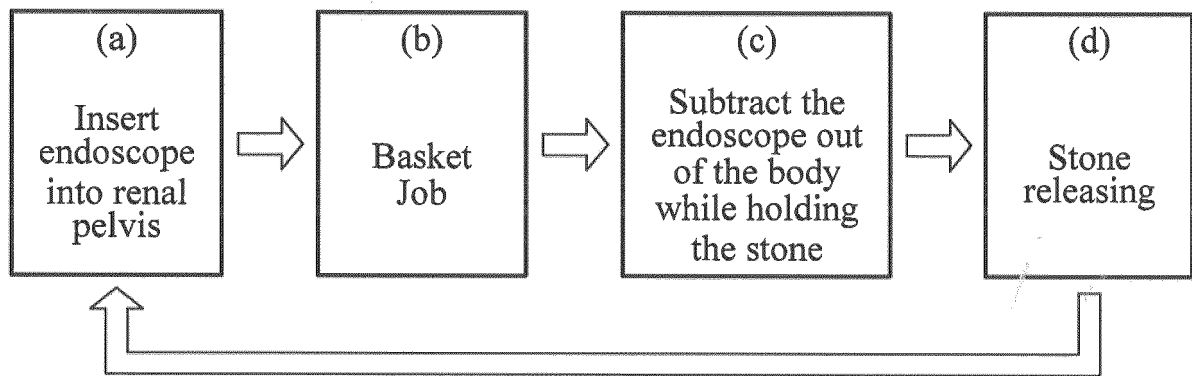 (a)
Insert
endoscope
into renal
pelvis
(b)
Basket
Job
(c)
Subtract the
endoscope out
of the body
while holding
the stone
(d)
Stone
releasing